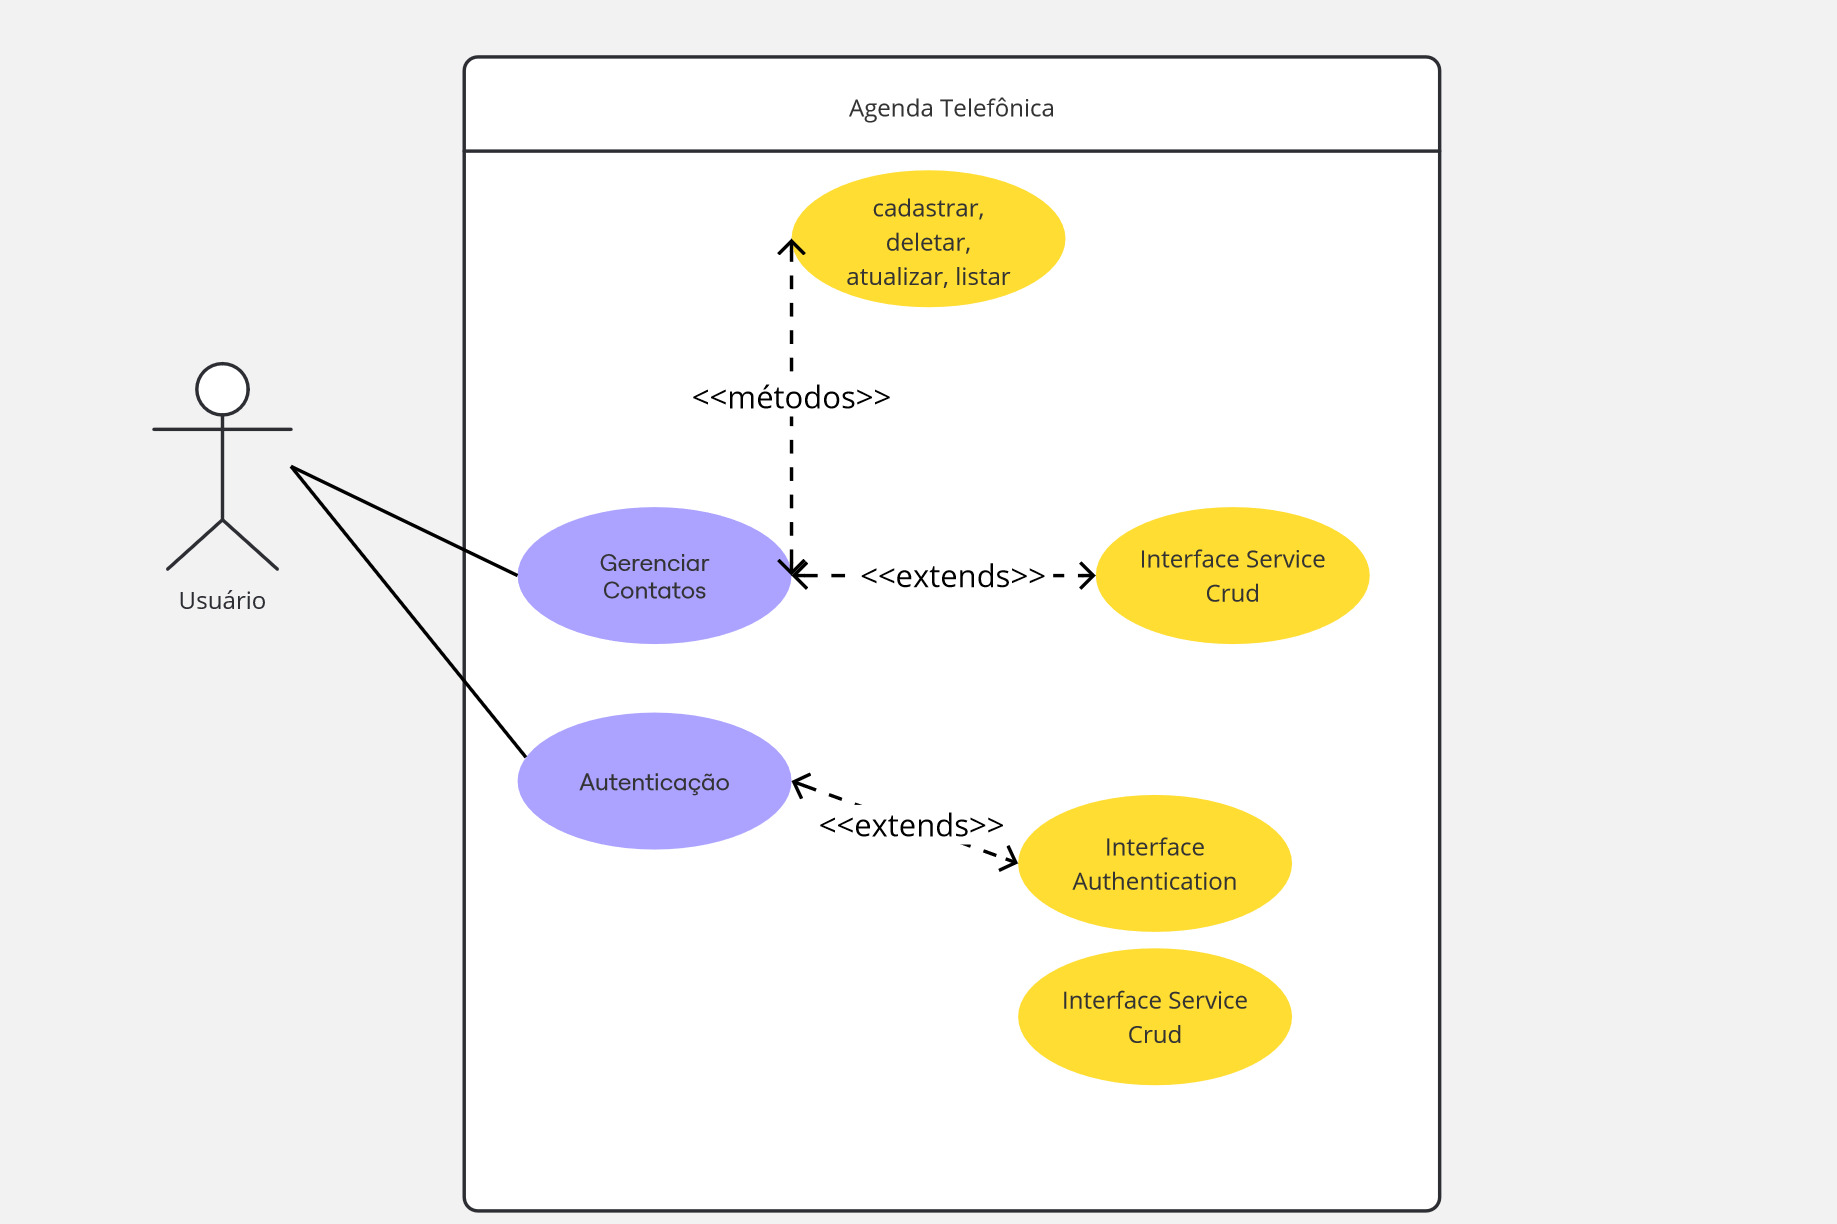 Agenda Telefônica
cadastrar,
deletar,
atualizar, listar
<<métodos>>
Gerenciar
Contatos
<<extends>>
Interface Service
Crud
Usuário
Autenticação
<<extends>>
Interface
Authentication
Interface Service
Crud